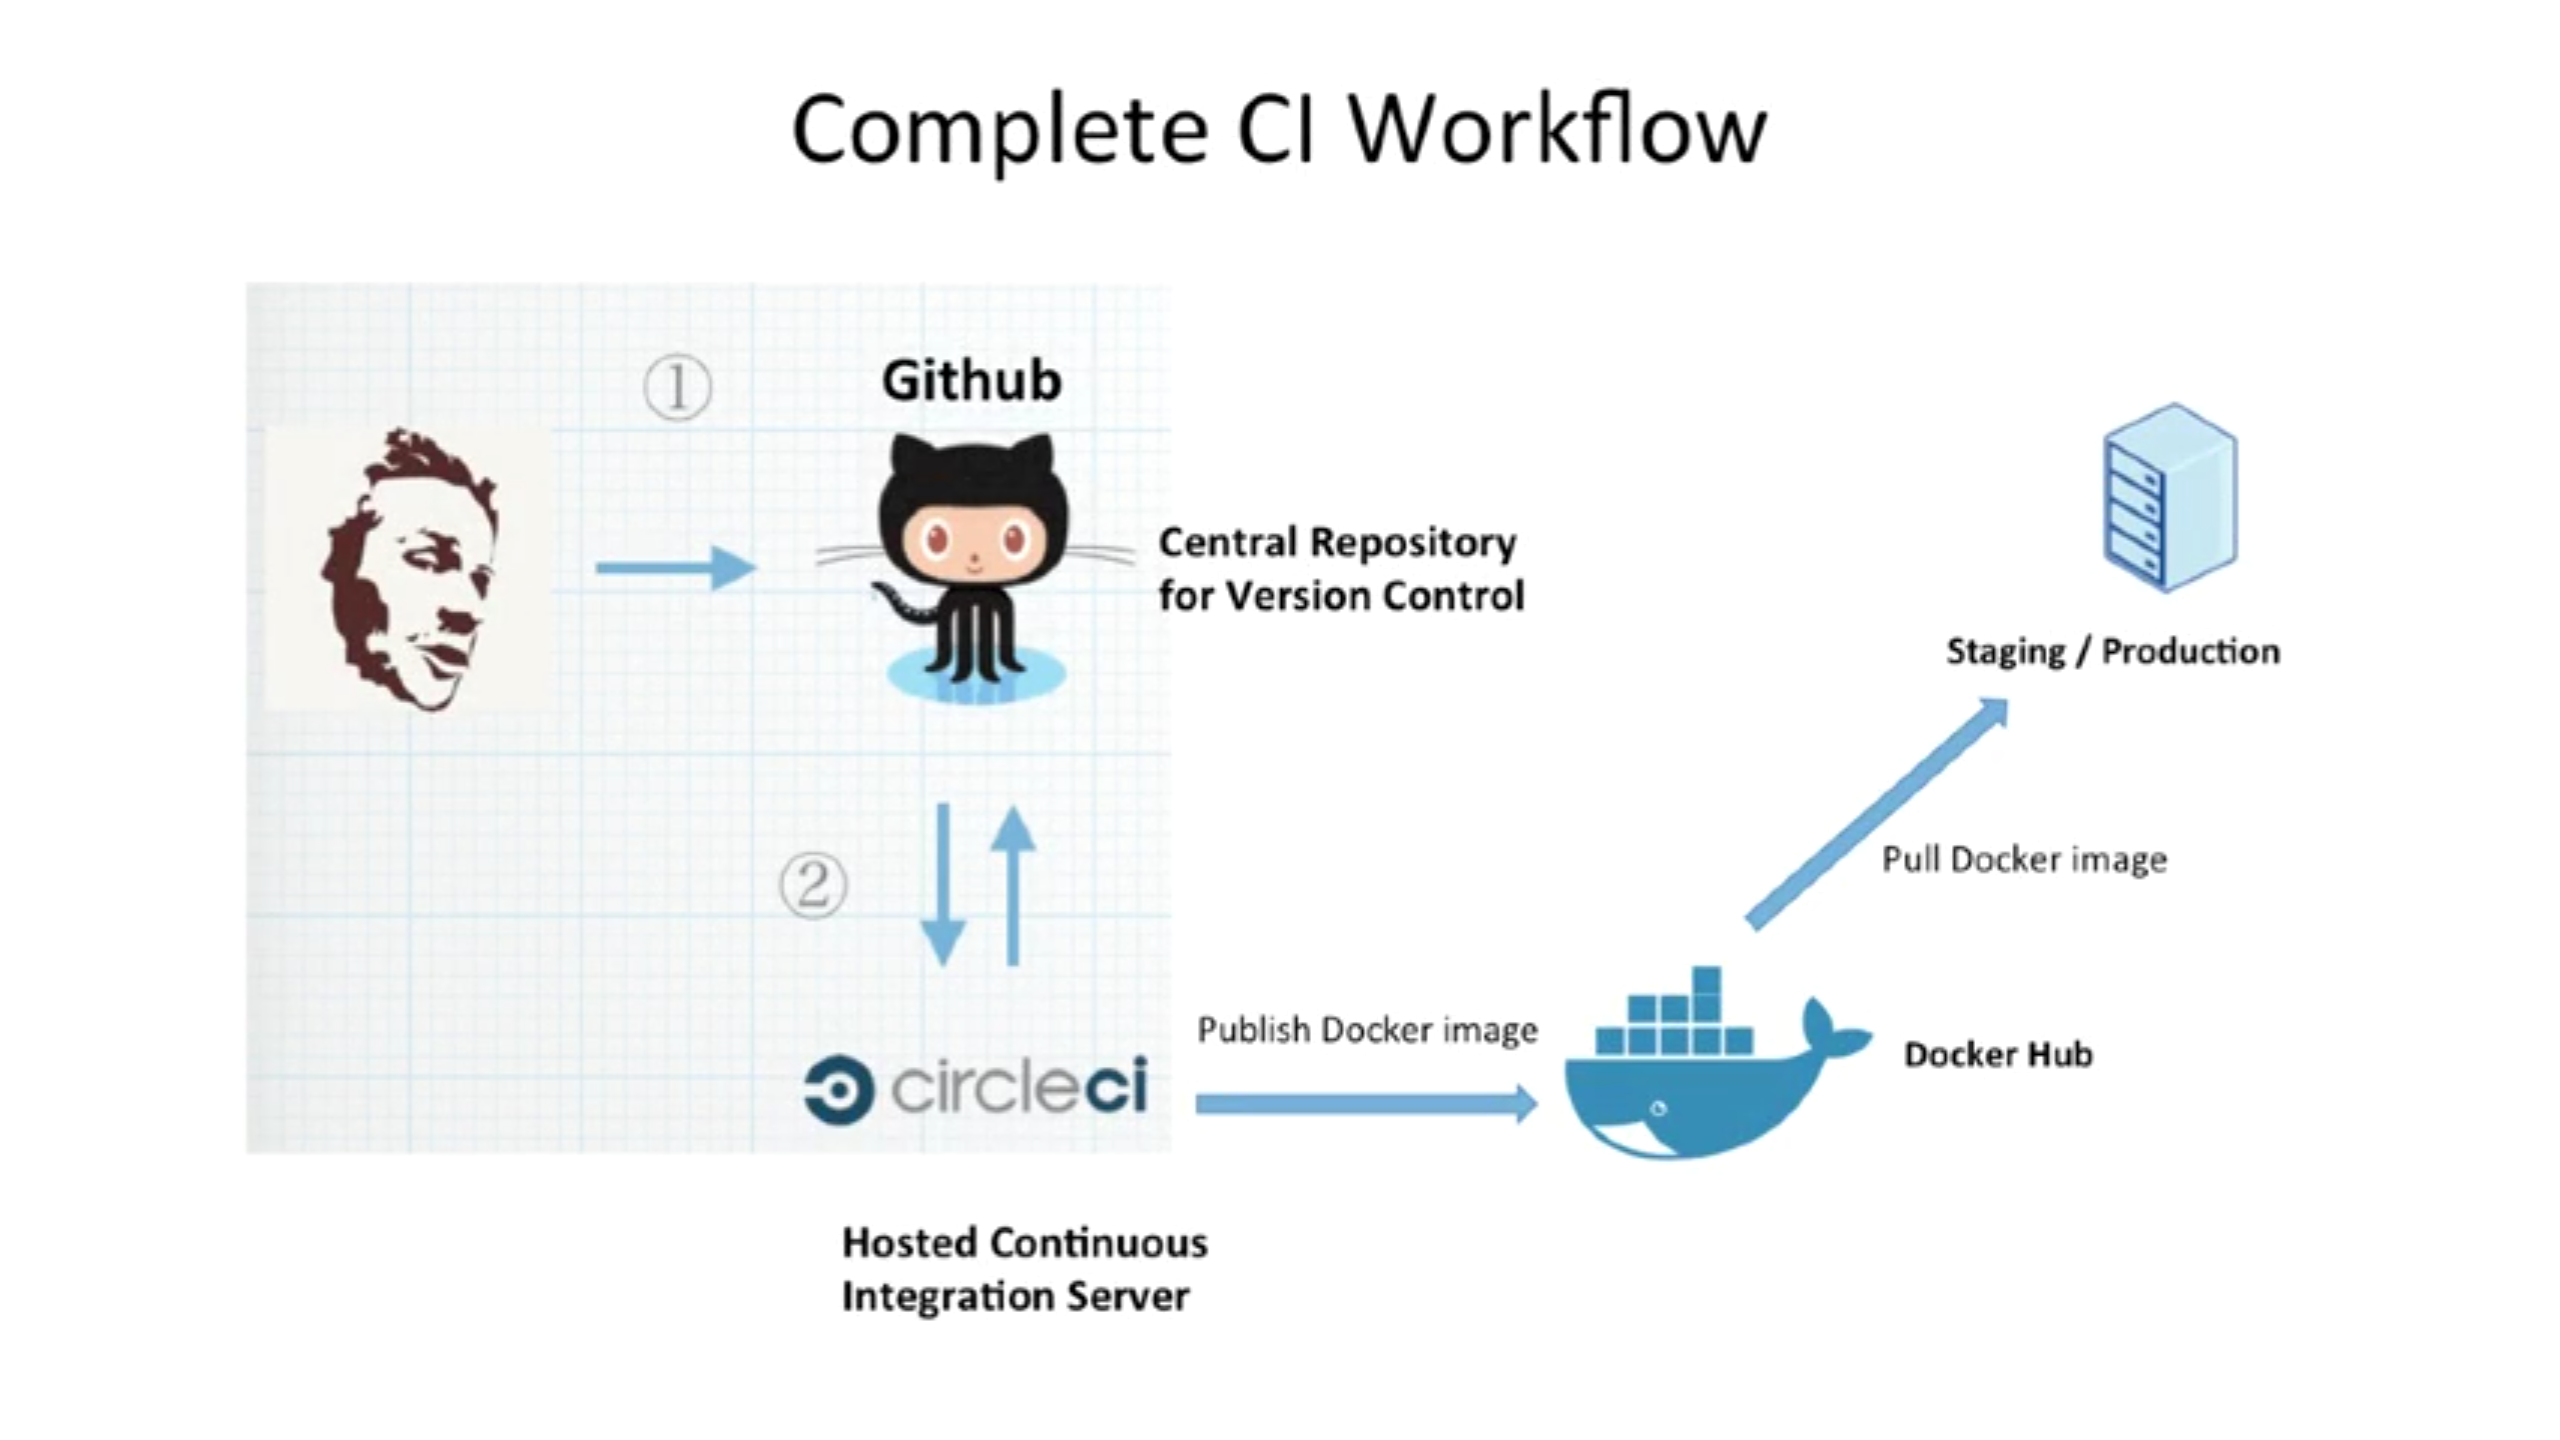 Complete CI Workflow
①
Github
Central Repository
for Version Control
Staging / Production
②
Pull Docker image
Publish Docker image
Docker Hub
circleci
Hosted Continuous
Integration Server